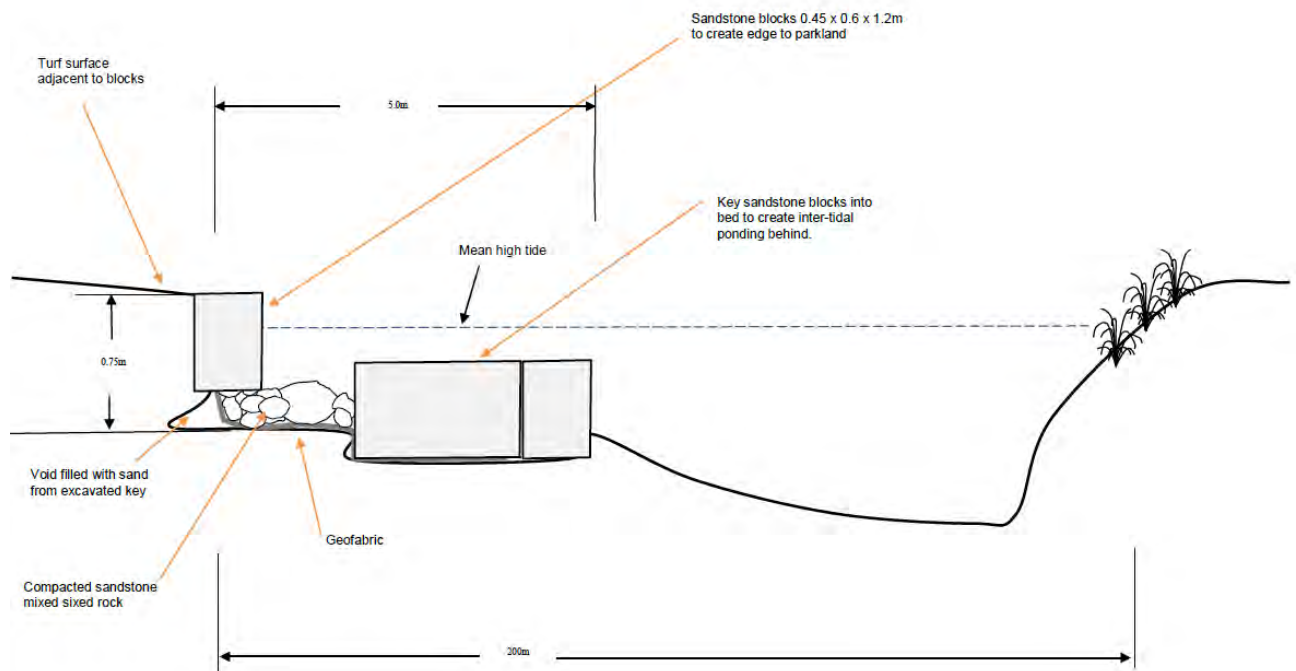 Sandstone blocks 0.45 x 0.6 x 1.2m
to create edge to parkland
Turf surface
adjacent to blocks
5.0m
Key sandstone blocks into
bed to create inter-tidal
ponding behind.
Mean high tide
0.75m
Void filled with sand
from excavated key
Geofabric
Compacted sandstone
mixed sixed rock
200m